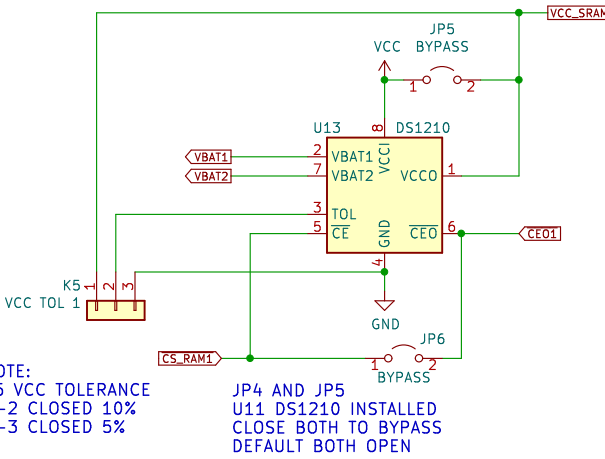 VCC_SRAM
JP5
VCC BYPASS
1 2
U13 DS1210
8
VCCI
2 VBAT1
VBAT1
7 VBAT2
VBAT2
VCCO 1
3 TOL
5 CE
CEO 6
CEO1
GND
4
K5
1 2 3
VCC TOL 1
GND
JP6
CS_RAM1
1 2
BYPASS
OTE:
5 VCC TOLERANCE
-2 CLOSED 10%
-3 CLOSED 5%
JP4 AND JP5
U11 DS1210 INSTALLED
CLOSE BOTH TO BYPASS
DEFAULT BOTH OPEN